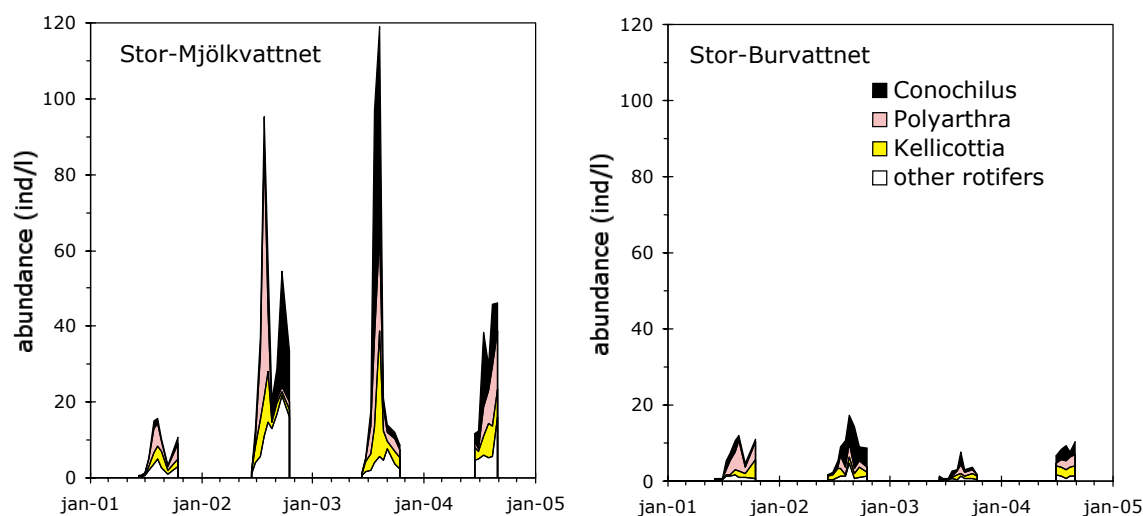 Stor-Mjölkvattnet
abundance (ind/l)
120
100
80
60
40
20
0
jan-01 jan-02 jan-03 jan-04 jan-05
Stor-Burvattnet
Conochilus
Polyarthra
Kellicottia
other rotifers
abundance (ind/l)
120
100
80
60
40
20
0
jan-01 jan-02 jan-03 jan-04 jan-05